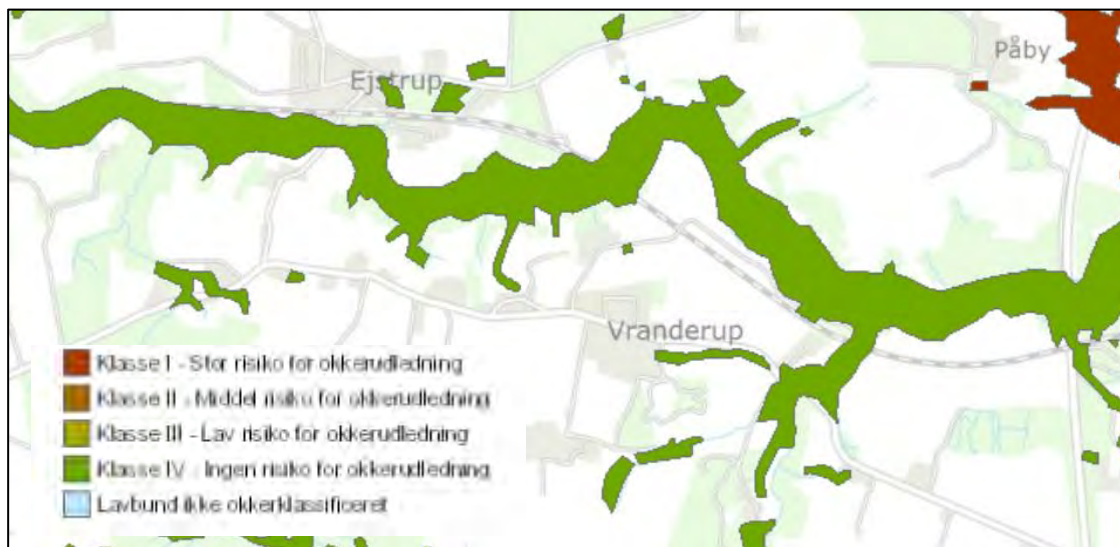 Påby
Ejstrup
Vranderup
Klasse I - Stor risiko for okkerudledning
Klasse II - Middel risiko for okkerudledning
Klasse III - Lav risiko for okkerudledning
Klasse IV - Ingen risiko for okkerudledning
Lavbund ikke okkerklassificeret